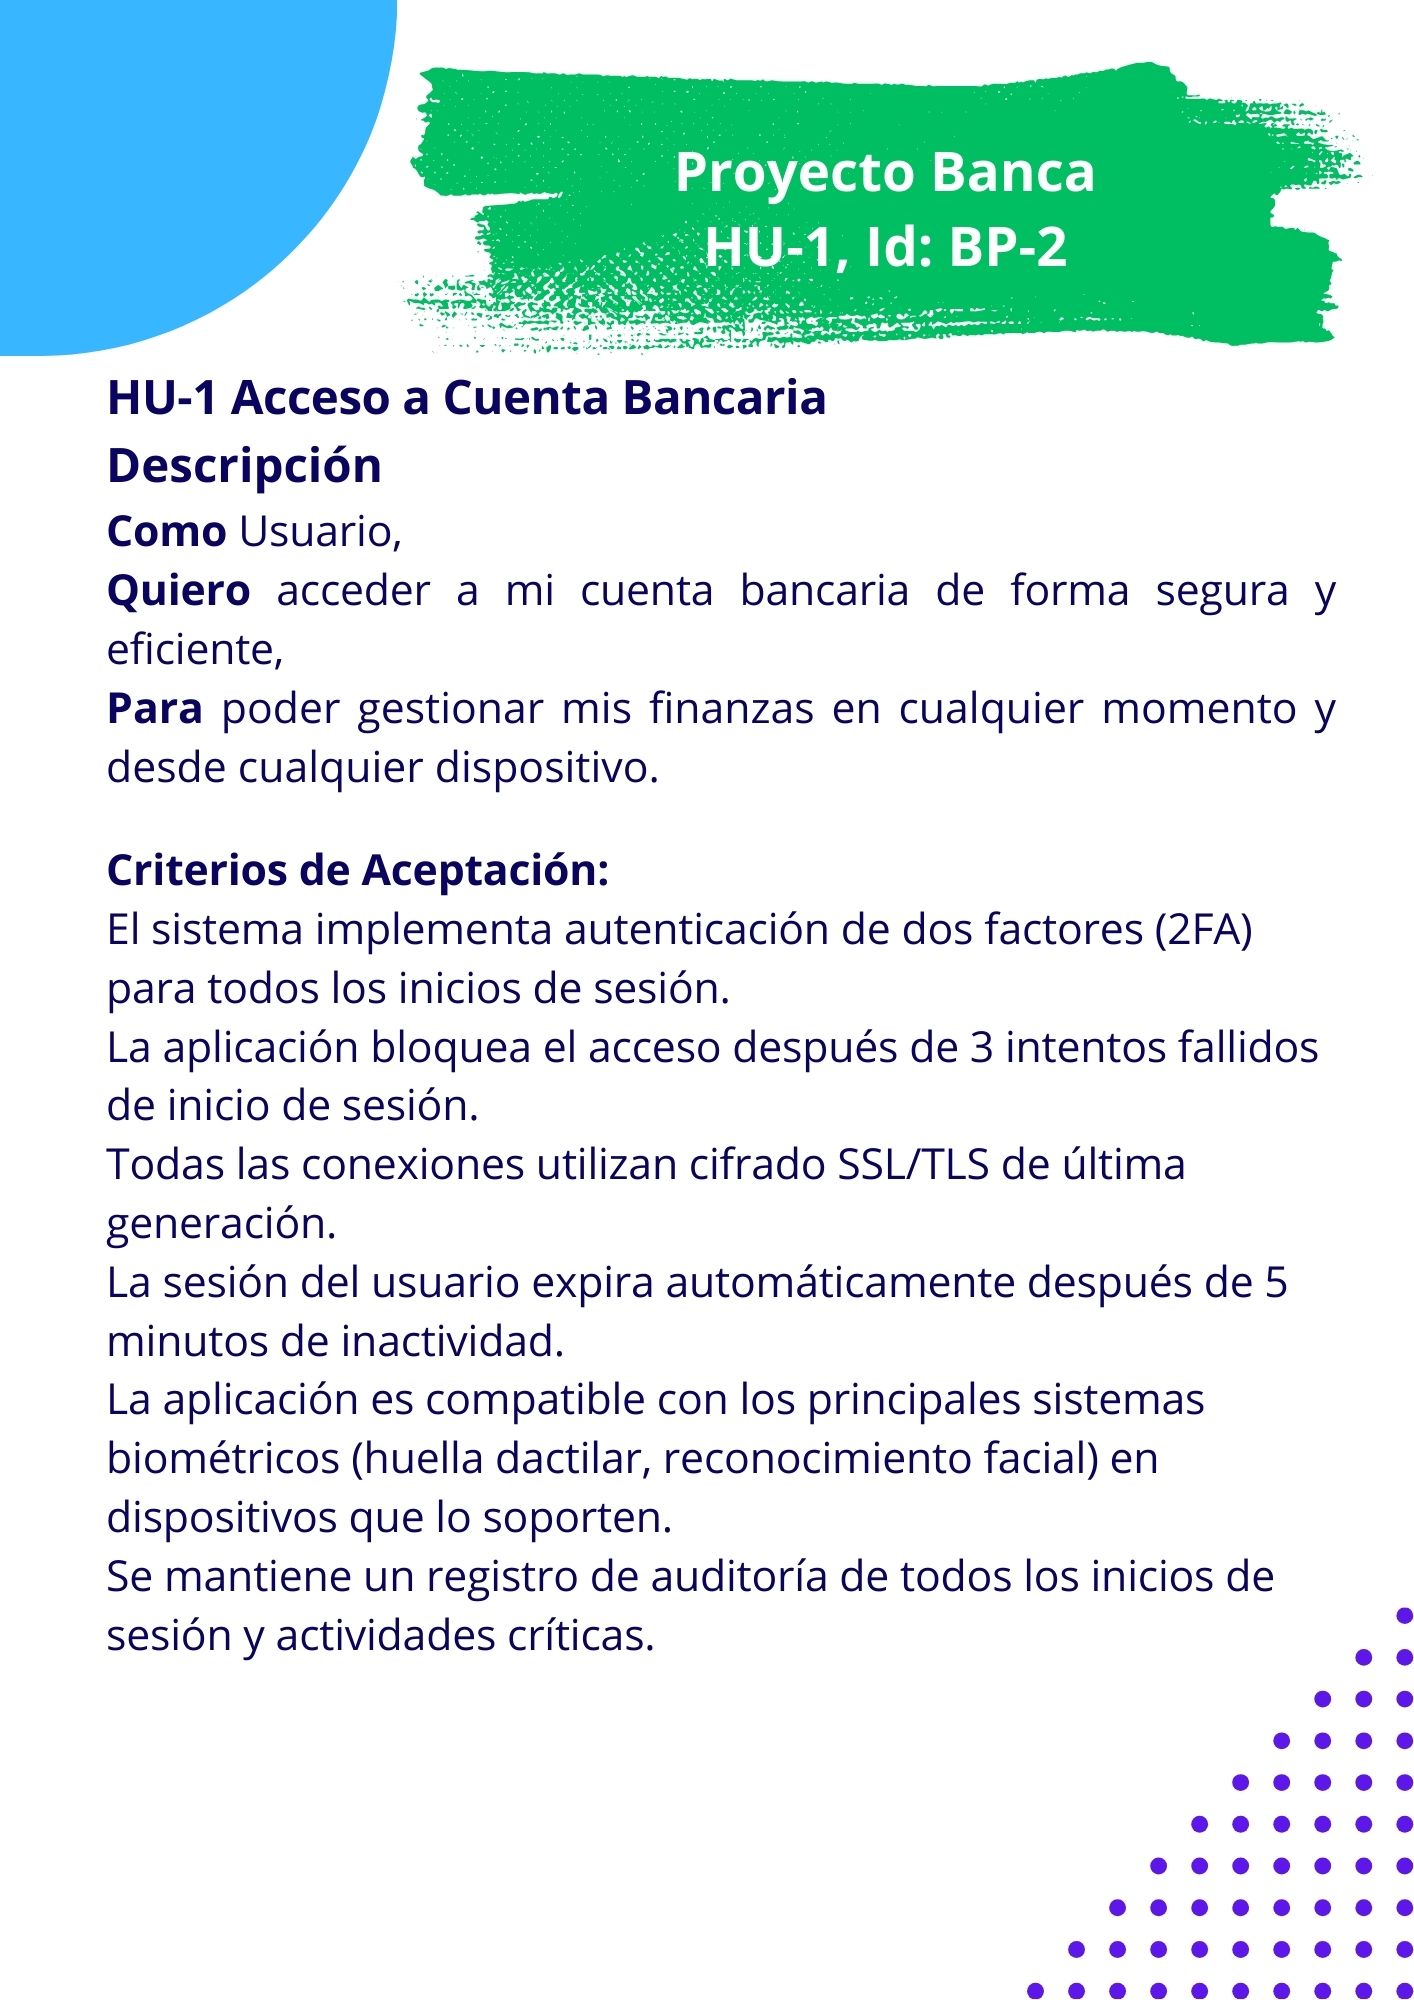 Proyecto Banca
HU-1, Id: BP-2
HU-1 Acceso a Cuenta Bancaria
Descripción
Como Usuario,
Quiero acceder a mi cuenta bancaria de forma segura y
eficiente,
Para poder gestionar mis finanzas en cualquier momento y
desde cualquier dispositivo.
Criterios de Aceptación:
El sistema implementa autenticación de dos factores (2FA)
para todos los inicios de sesión.
La aplicación bloquea el acceso después de 3 intentos fallidos
de inicio de sesión.
Todas las conexiones utilizan cifrado SSL/TLS de última
generación.
La sesión del usuario expira automáticamente después de 5
minutos de inactividad.
La aplicación es compatible con los principales sistemas
biométricos (huella dactilar, reconocimiento facial) en
dispositivos que lo soporten.
Se mantiene un registro de auditoría de todos los inicios de
sesión y actividades críticas.